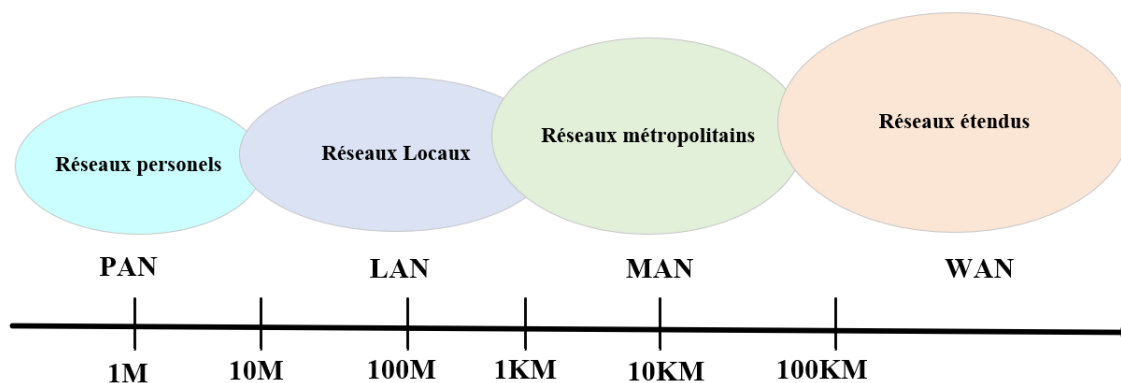 Réseaux personels
Réseaux Locaux
Réseaux métropolitains
Réseaux étendus
PAN
LAN
MAN
WAN
1M
10M
100M
1KM
10KM
100KM